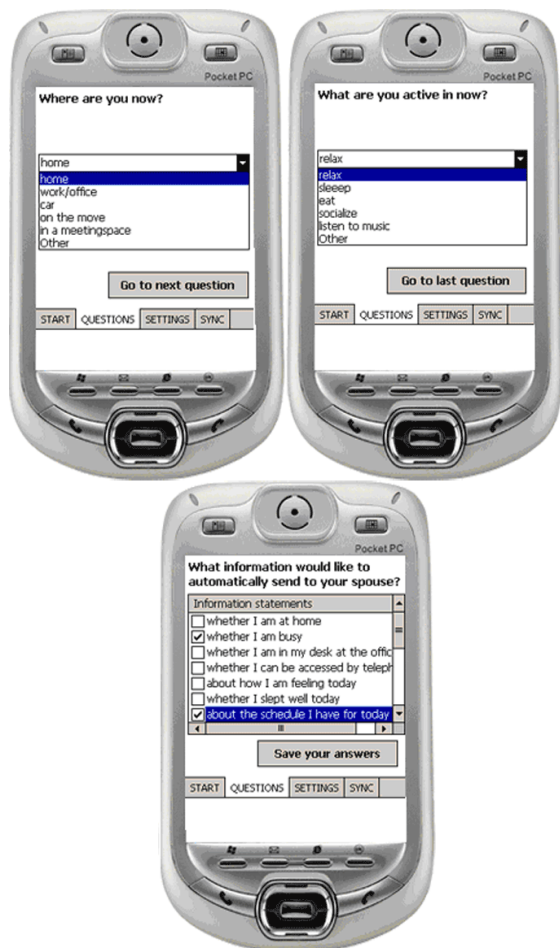 Pocket PC
Where are you now?
home
home
work/office
car
on the move
in a meetingspace
Other
Go to next question
START QUESTIONS SETTINGS SYNC
Pocket PC
What are you active in now?
relax
relax
sleeep
eat
socialize
listen to music
Other
Go to last question
START QUESTIONS SETTINGS SYNC
Pocket PC
What information would like to
automatically send to your spouse?
Information statements
whether I am at home
whether I am busy
whether I am in my desk at the offic
whether I can be accessed by teleph
about how I am feeling today
whether I slept well today
about the schedule I have for today
Save your answers
START QUESTIONS SETTINGS SYNC